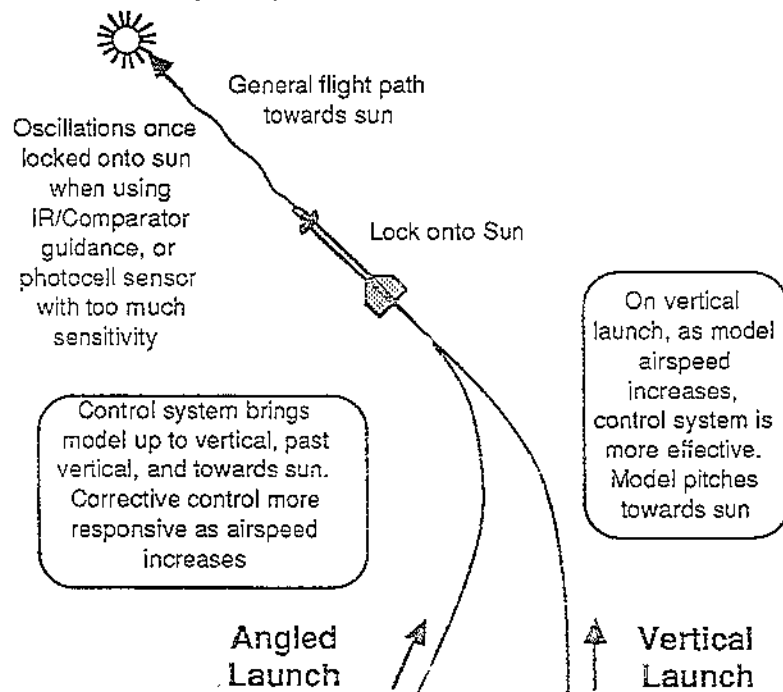 General flight path
towards sun
Oscillations once
locked onto sun
when using
IR/Comparator
guidance, or
photocell sensor
with too much
sensitivity
Lock onto Sun
On vertical
launch, as model
airspeed
increases,
control system is
more effective.
Model pitches
towards sun
Control system brings
model up to vertical, past
vertical, and towards sun.
Corrective control more
responsive as airspeed
increases
Angled
Launch
Vertical
Launch